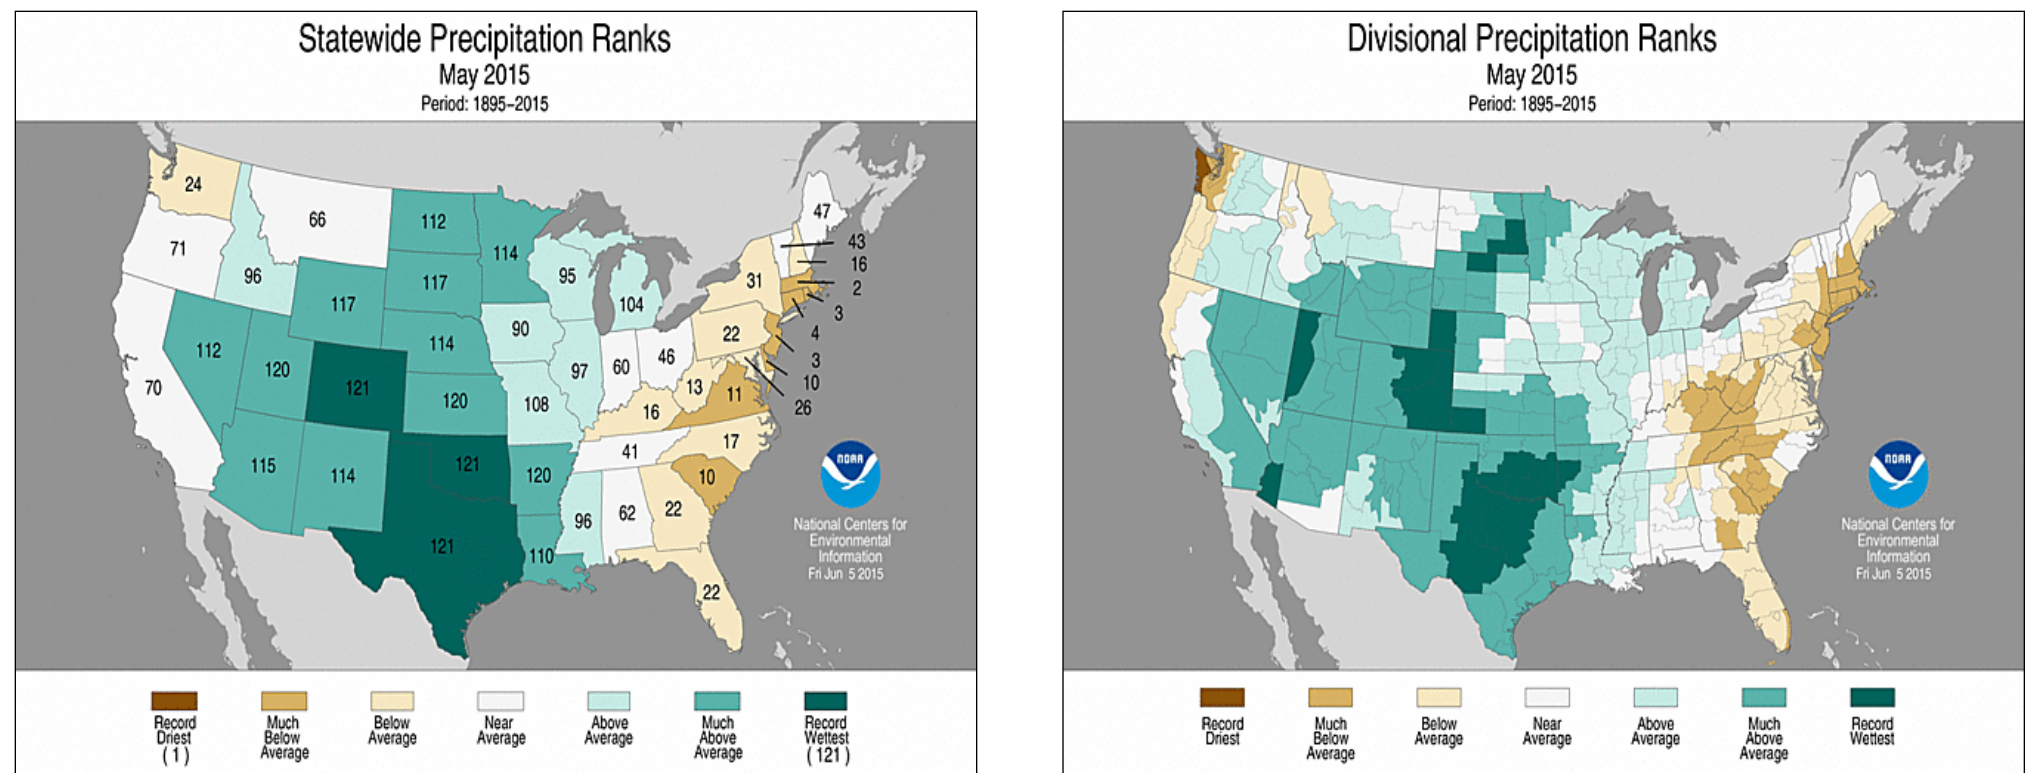 Statewide Precipitation Ranks
May 2015
Period: 1895–2015
24
66
71
96
112
114
117
117
95
104
47
43
16
2
3
4
3
10
26
31
22
90
114
112
120
121
120
108
97
60
46
13
11
16
17
70
115
114
121
120
41
10
96
62
22
121
110
22
NOAA
National Centers for
Environmental
Information
Fri Jun 5 2015
Record
Driest
(1)
Much
Below
Average
Below
Average
Near
Average
Above
Average
Much
Above
Average
Record
Wettest
(121)
Divisional Precipitation Ranks
May 2015
Period: 1895–2015
NOAA
National Centers for
Environmental
Information
Fri Jun 5 2015
Record
Driest
Much
Below
Average
Below
Average
Near
Average
Above
Average
Much
Above
Average
Record
Wettest